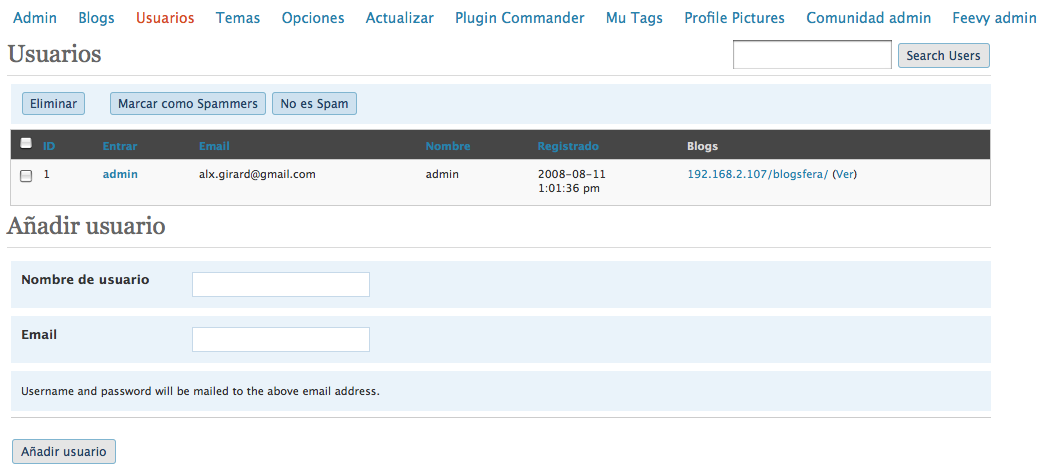 Admin Blogs Usuarios Temas Opciones Actualizar Plugin Commander Mu Tags Profile Pictures Comunidad admin Feevy admin
Usuarios Search Users
Eliminar Marcar como Spammers No es Spam
ID Entrar Email Nombre Registrado Blogs
1 admin alx.girard@gmail.com admin 2008-08-11 192.168.2.107/blogsfera/ (Ver)
1:01:36 pm
Añadir usuario
Nombre de usuario
Email
Username and password will be mailed to the above email address.
Añadir usuario